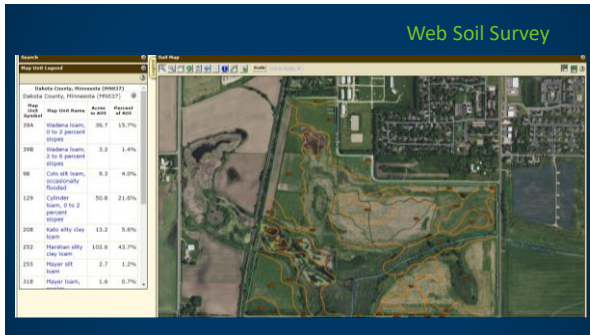 Web Soil Survey
Search
Map Unit Legend
Soil Map
Scale
Dakota County, Minnesota (MN037)
Dakota County, Minnesota (MN037)
Map Unit Symbol Map Unit Name Acres in AOI Percent of AOI
39A Wadena loam, 0 to 2 percent slopes 36.7 15.7%
39B Wadena loam, 2 to 6 percent slopes 3.2 1.4%
98 Colo silt loam, occasionally flooded 9.3 4.0%
129 Cylinder loam, 0 to 2 percent slopes 50.8 21.6%
208 Kato silty clay loam 13.2 5.6%
252 Marshan silty clay loam 102.6 43.7%
255 Mayer silt loam 2.7 1.2%
318 Mayer loam, 1.6 0.7%